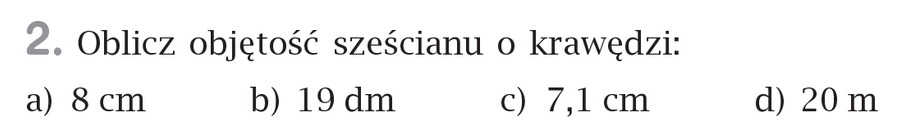 2. Oblicz objętość sześcianu o krawędzi:
a) 8 cm b) 19 dm c) 7,1 cm d) 20 m